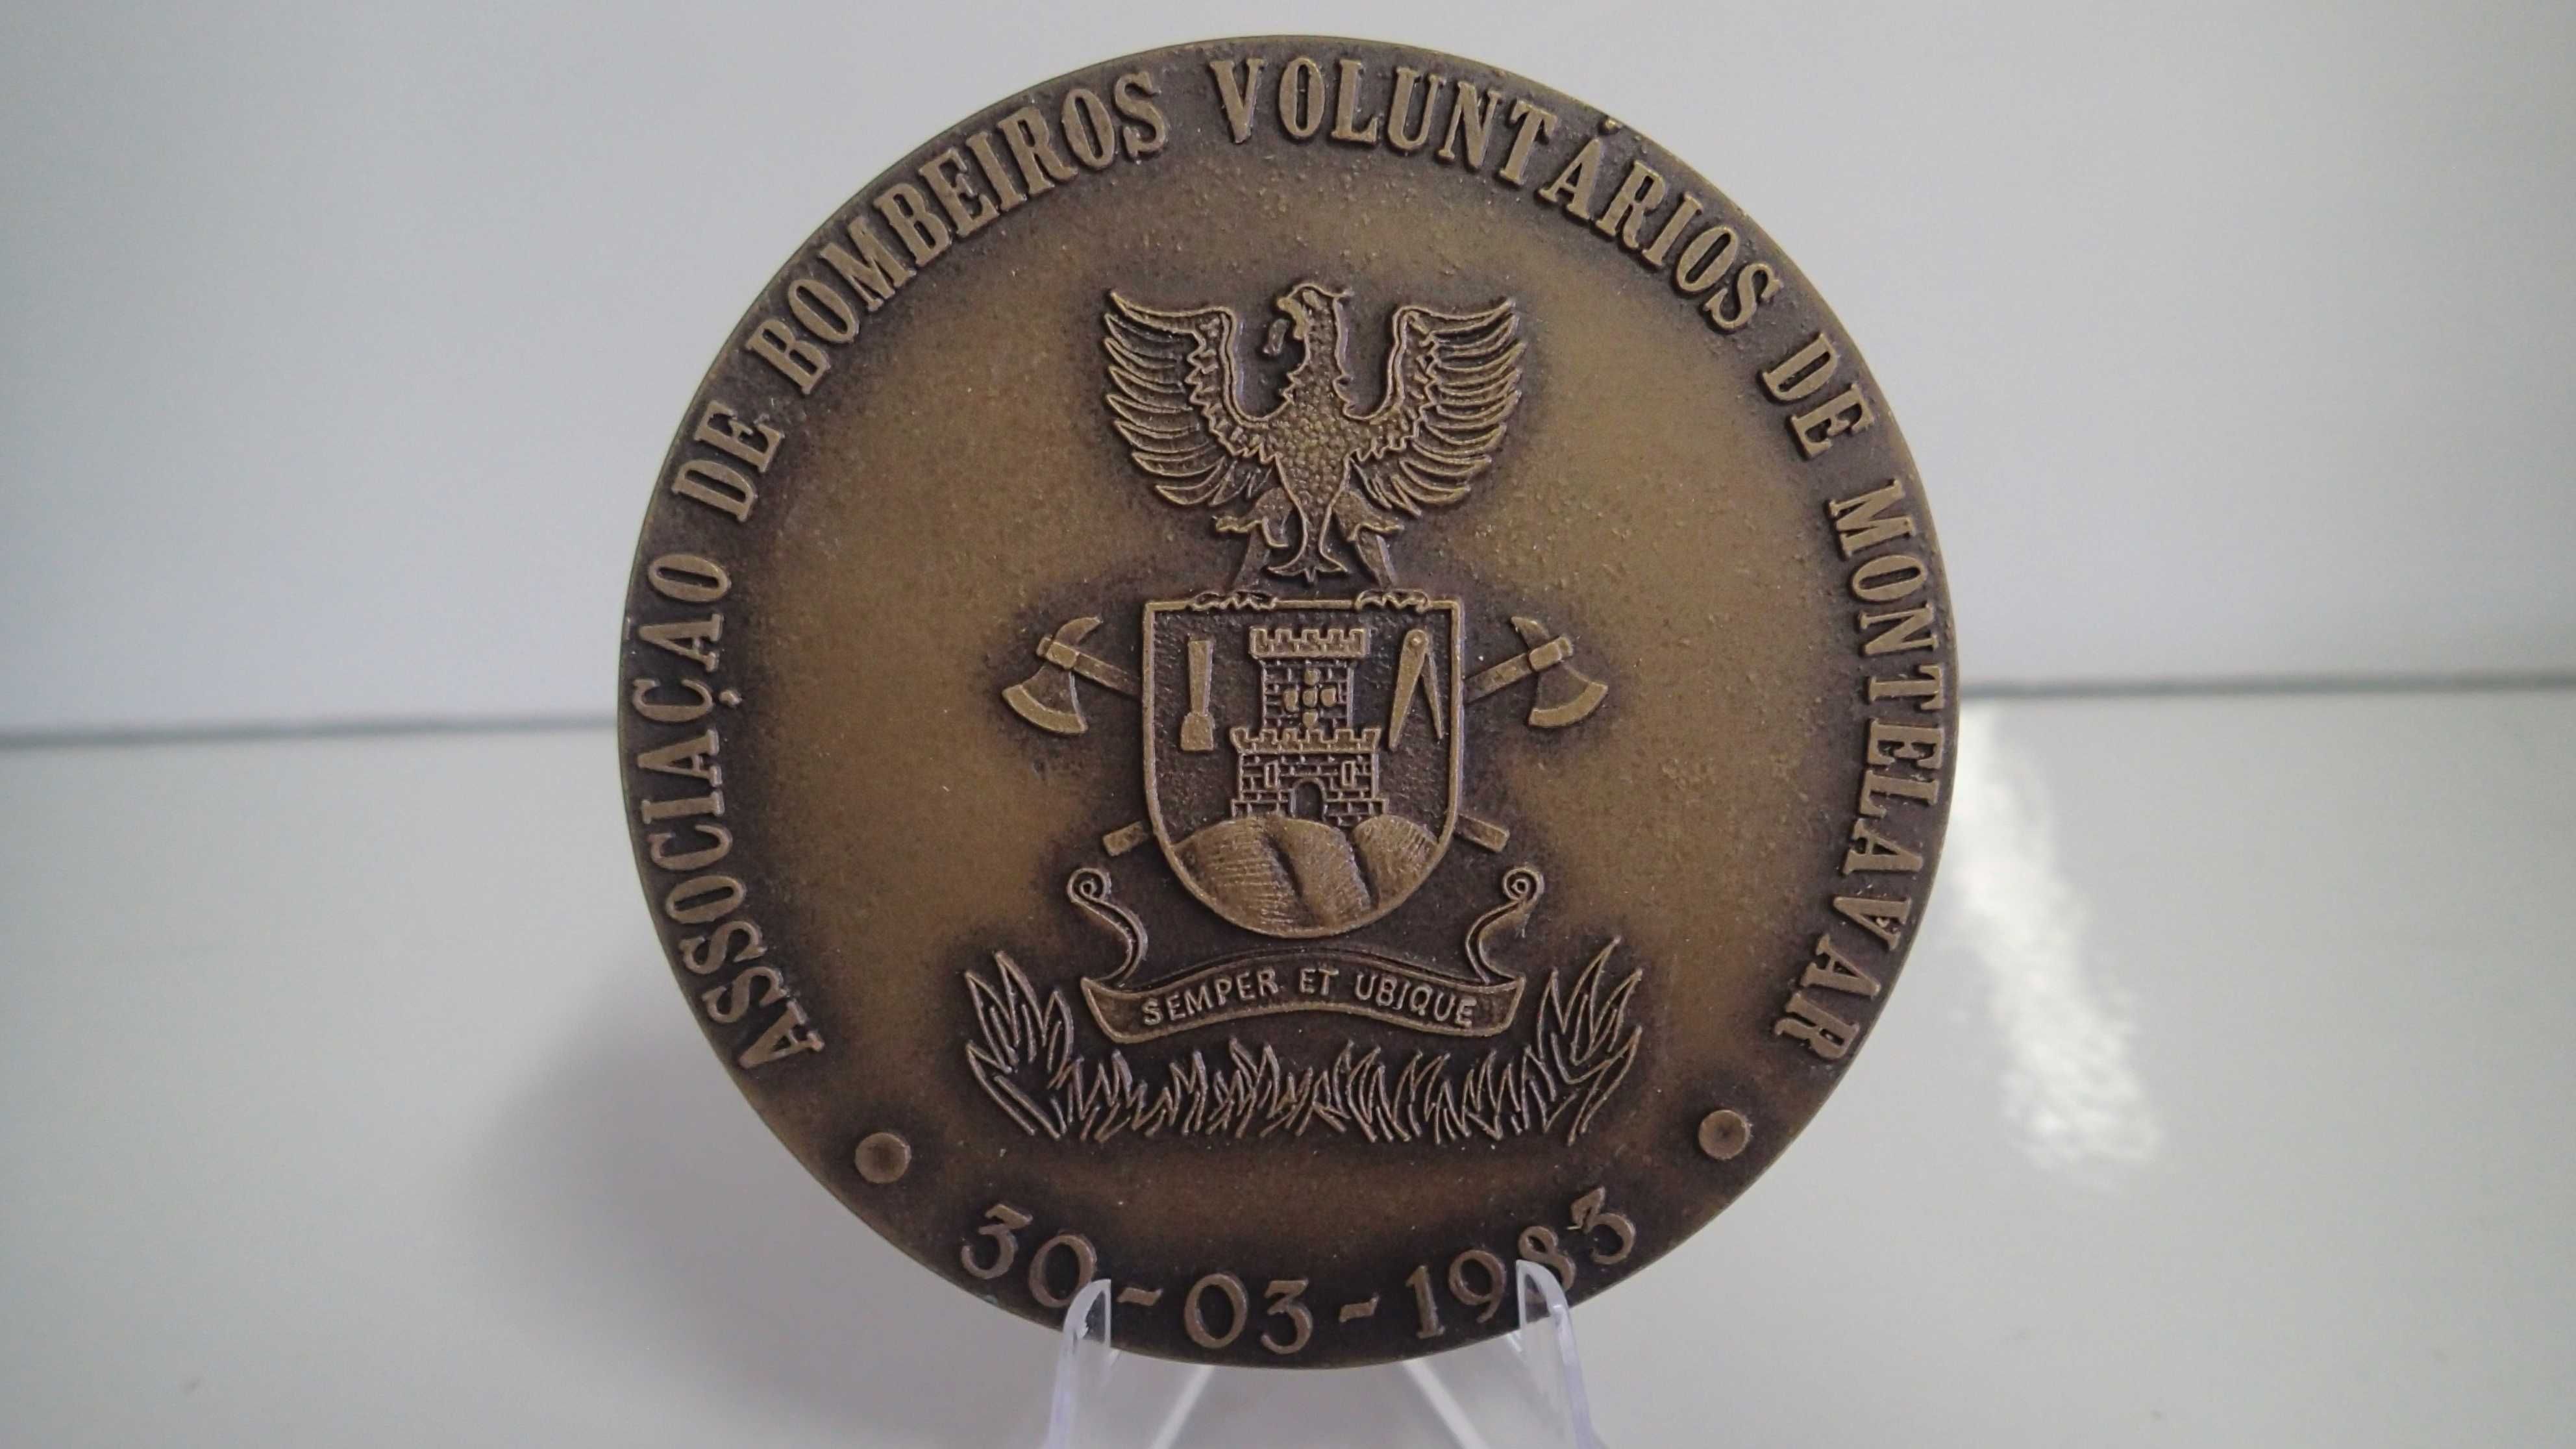 ASSOCIAÇAO DE BOMBEIROS VOLUNTÁRIOS DE MONTELAVAR
SEMPER ET UBIQUE
30-03-1983